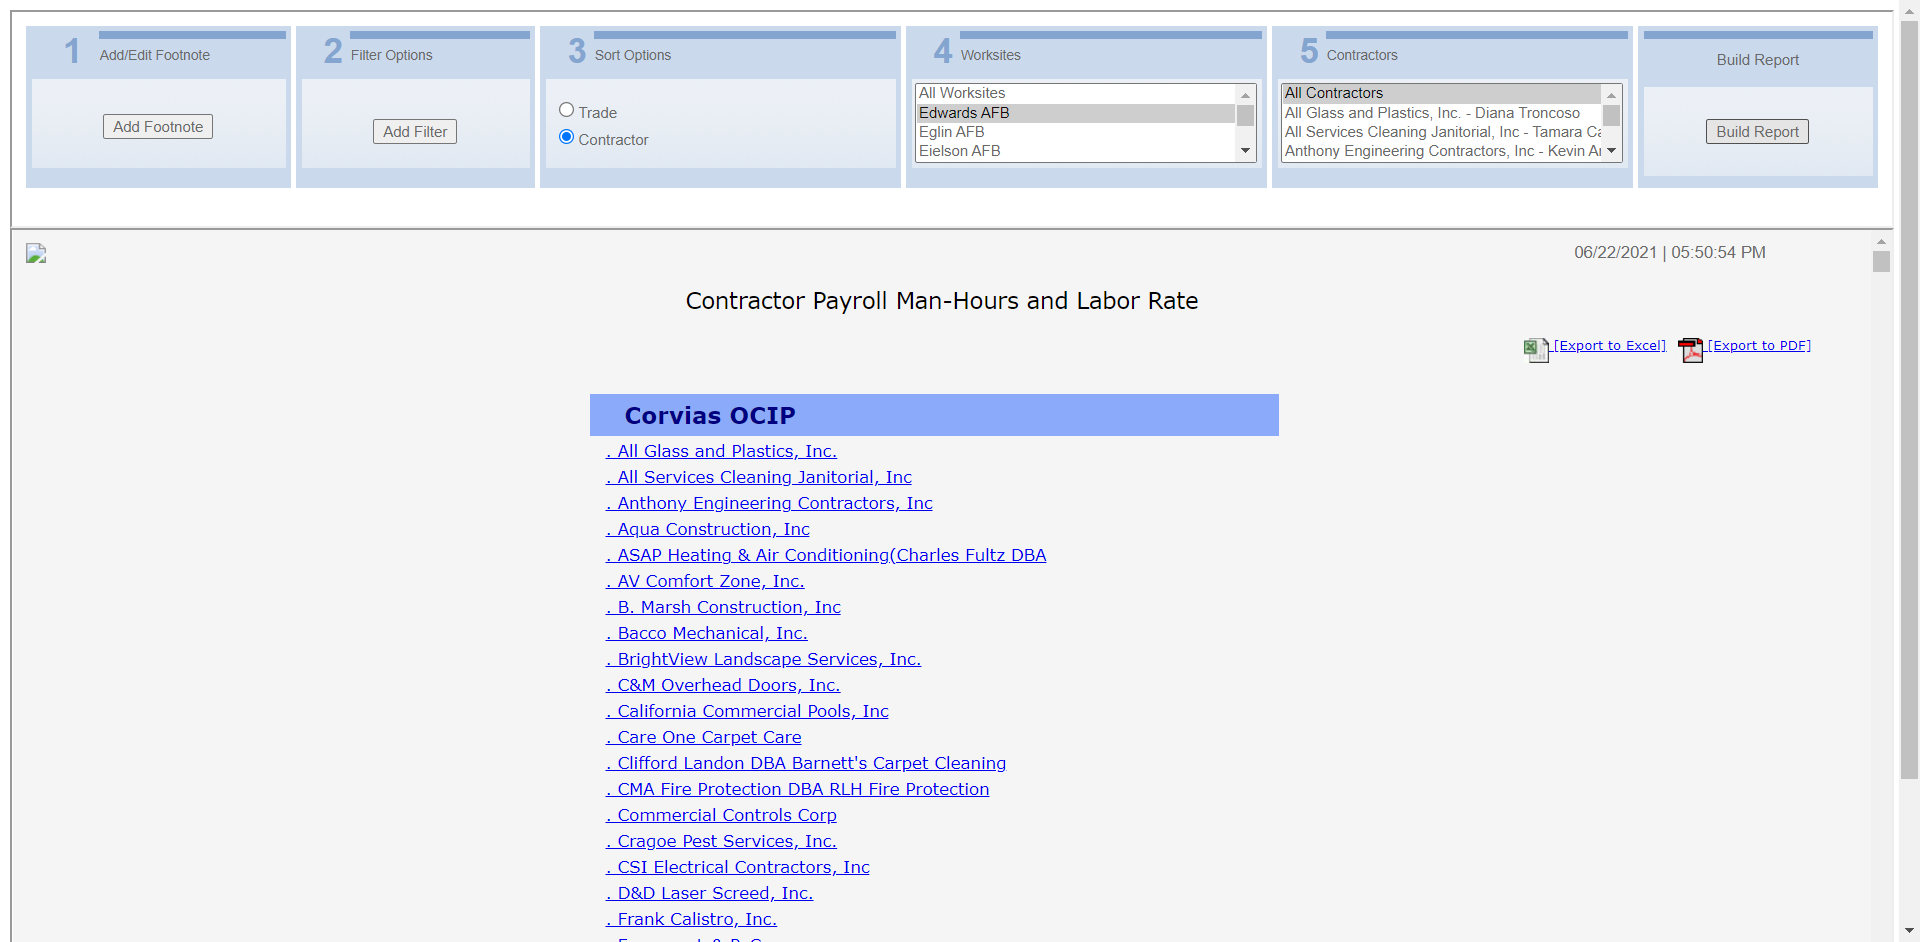 1 Add/Edit Footnote
Add Footnote
2 Filter Options
Add Filter
3 Sort Options
Trade
Contractor
4 Worksites
All Worksites
Edwards AFB
Eglin AFB
Eielson AFB
5 Contractors
All Contractors
All Glass and Plastics, Inc. - Diana Troncoso
All Services Cleaning Janitorial, Inc - Tamara Ca
Anthony Engineering Contractors, Inc - Kevin
Build Report
Build Report
06/22/2021 | 05:50:54 PM
Contractor Payroll Man-Hours and Labor Rate
[Export to Excel] [Export to PDF]
Corvias OCIP
. All Glass and Plastics, Inc.
. All Services Cleaning Janitorial, Inc
. Anthony Engineering Contractors, Inc
. Aqua Construction, Inc
. ASAP Heating & Air Conditioning(Charles Fultz DBA
. AV Comfort Zone, Inc.
. B. Marsh Construction, Inc
. Bacco Mechanical, Inc.
. BrightView Landscape Services, Inc.
. C&M Overhead Doors, Inc.
. California Commercial Pools, Inc
. Care One Carpet Care
. Clifford Landon DBA Barnett's Carpet Cleaning
. CMA Fire Protection DBA RLH Fire Protection
. Commercial Controls Corp
. Cragoe Pest Services, Inc.
. CSI Electrical Contractors, Inc
. D&D Laser Screed, Inc.
. Frank Calistro, Inc.